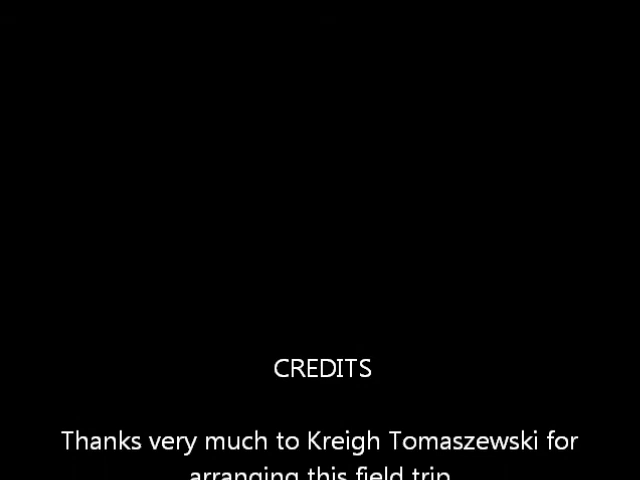 CREDITS
Thanks very much to Kreigh Tomaszewski for
arranging this field trip